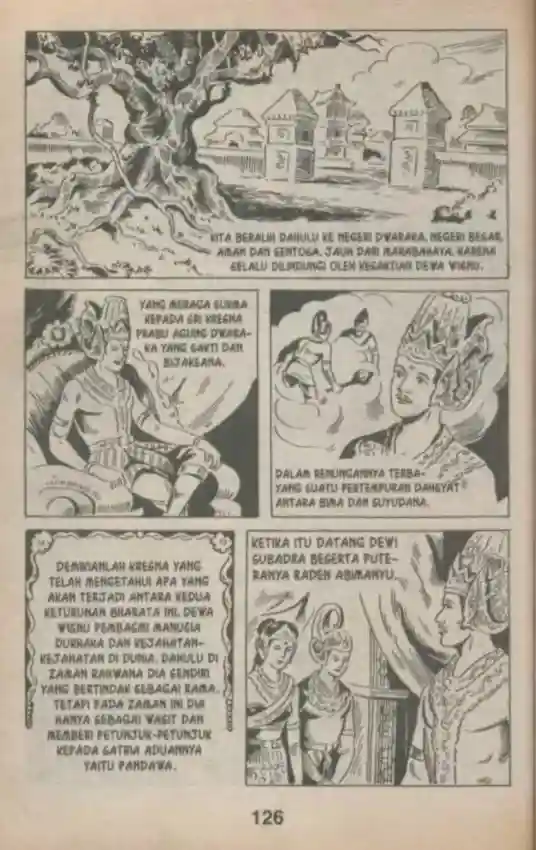 KITA BERALIH DAHULU KE NEGERI DWARAKA, NEGERI BESAR,
AMAN DAN SENTOSA. JAUH DARI MARABAHAYA. KARENA
SELALU DILINDUNGI OLEH KESAKTIAN DEWA WISNU.
YANG MERAGA SUKMA
KEPADA SRI KRESNA
PRABU AGUNG DWARA-
KA YANG SAKTI DAN
BIJAKSANA.
DALAM RENUNGANNYA TERBA-
YANG SUATU PERTEMPURAN DAHSYAT
ANTARA BIMA DAN SUYUDANA.
DEMIKIANLAH KRESNA YANG
TELAH MENGETAHUI APA YANG
AKAN TERJADI ANTARA KEDUA
KETURUNAN BHARATA INI. DEWA
WISNU PEMBASMI MANUSIA
DURHAKA DAN KEJAHATAN-
KEJAHATAN DI DUNIA. DAHULU DI
ZAMAN RAHWANA DIA SENDIRI
YANG BERTINDAK SEBAGAI RAMA.
TETAPI PADA ZAMAN INI DIA
HANYA SEBAGAI WASIT DAN
MEMBERI PETUNJUK-PETUNJUK
KEPADA SATRIA ADUANNYA
YAITU PANDAWA.
KETIKA ITU DATANG DEWI
SUBADRA BESERTA PUTE-
RANYA RADEN ABIMANYU.
126